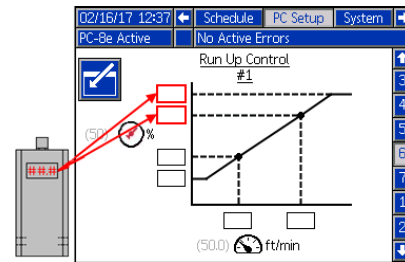 02/16/17 12:37 Schedule PC Setup System
PC-8e Active No Active Errors
Run Up Control
#1
3
4
5
6
7
1
2
(50) %
##.#
(50.0) ft/min